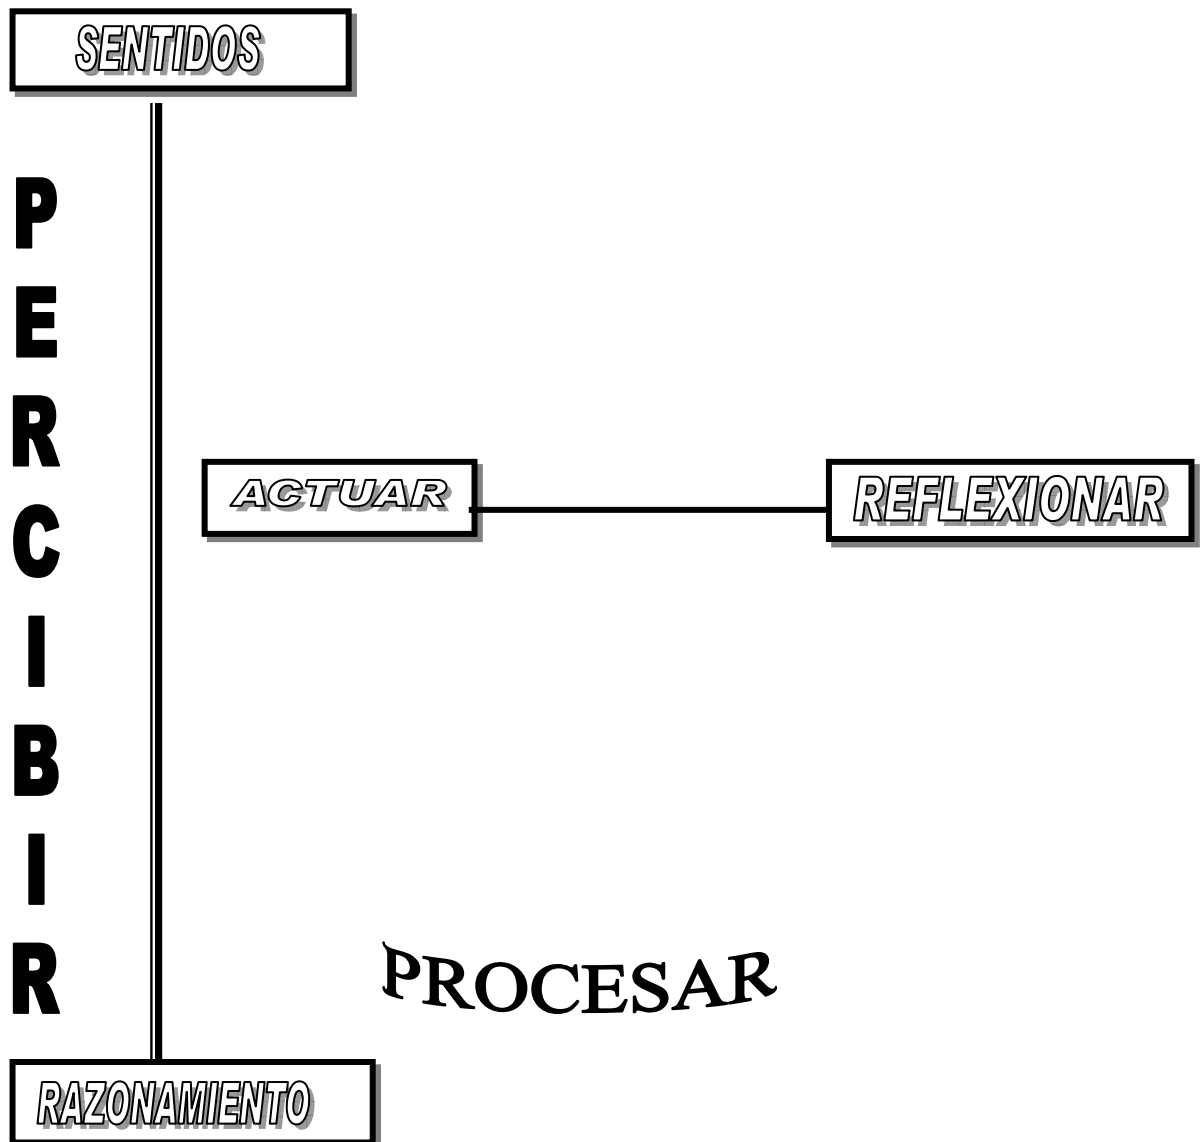 SENTIDOS
PERCIBIR
ACTUAR
REFLEXIONAR
PROCESAR
RAZONAMIENTO